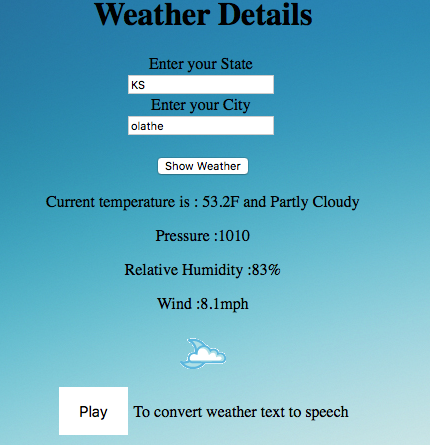 Weather Details
Enter your State
KS
Enter your City
olathe
Show Weather
Current temperature is : 53.2F and Partly Cloudy
Pressure :1010
Relative Humidity :83%
Wind :8.1mph
Play To convert weather text to speech